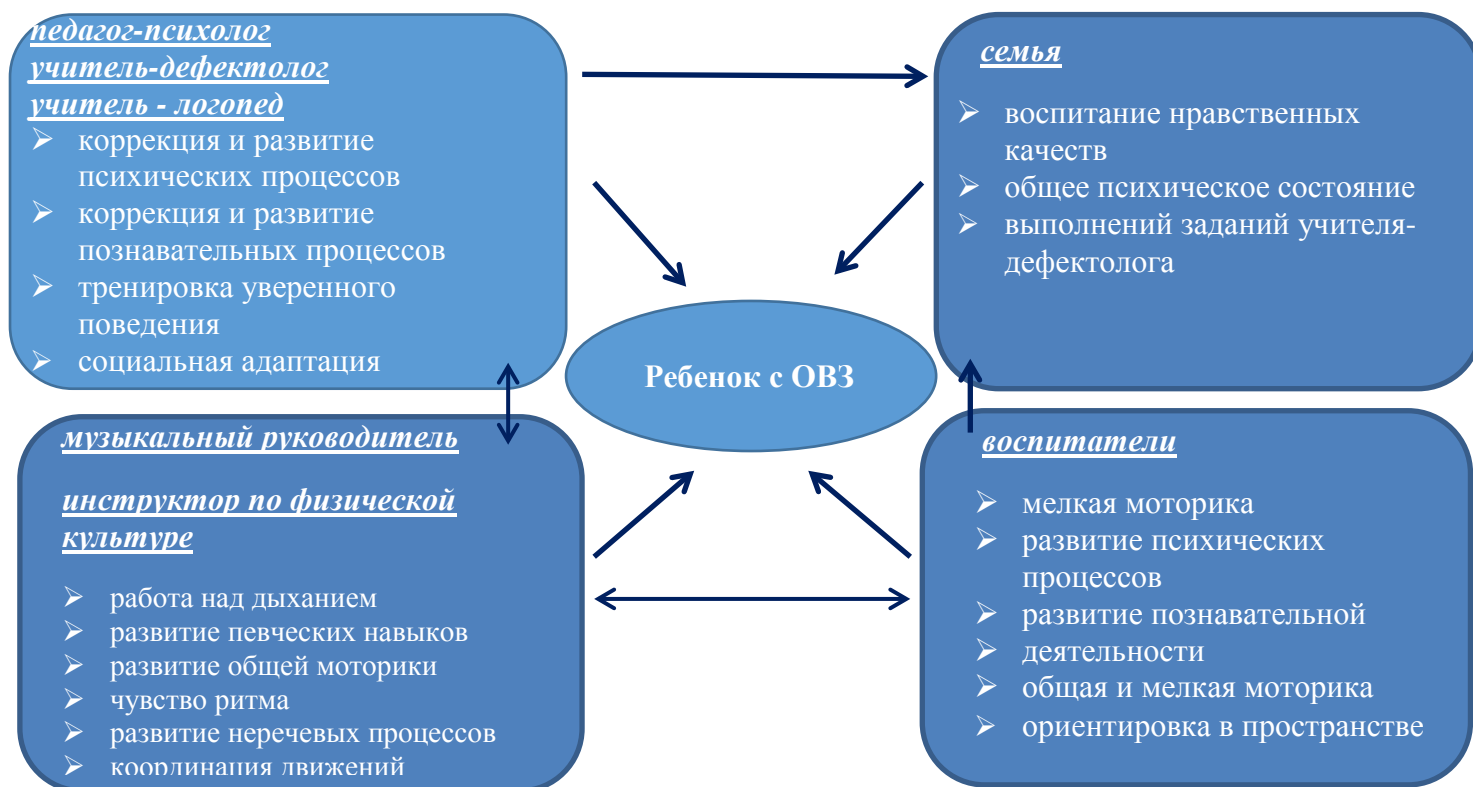 педагог-психолог
учитель-дефектолог
учитель - логопед
➢ коррекция и развитие
психических процессов
➢ коррекция и развитие
познавательных процессов
➢ тренировка уверенного
поведения
➢ социальная адаптация
семья
➢ воспитание нравственных
качеств
➢ общее психическое состояние
➢ выполнений заданий учителя-
дефектолога
Ребенок с ОВЗ
музыкальный руководитель
инструктор по физической
культуре
➢ работа над дыханием
➢ развитие певческих навыков
➢ развитие общей моторики
➢ чувство ритма
➢ развитие неречевых процессов
➢ координация движений
воспитатели
➢ мелкая моторика
➢ развитие психических
процессов
➢ развитие познавательной
➢ деятельности
➢ общая и мелкая моторика
➢ ориентировка в пространстве